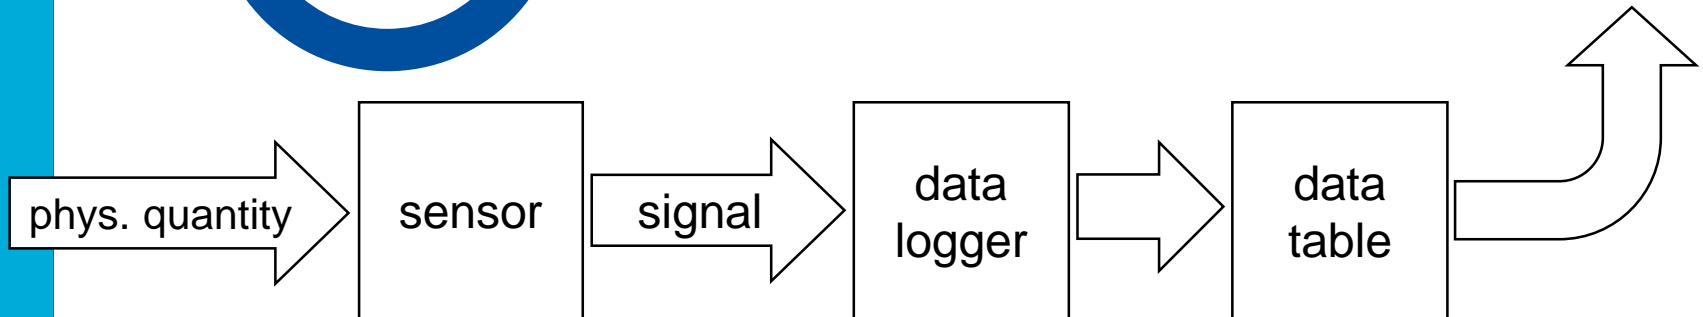 phys. quantity
sensor
signal
data
logger
data
table